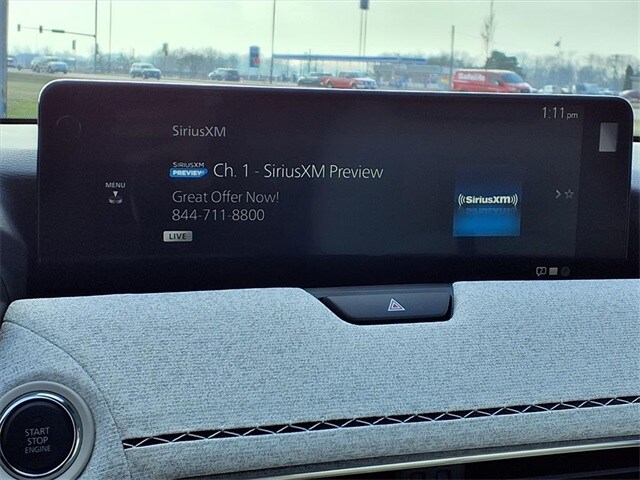 Safelite
1:11 pm
SiriusXM
SIRIUSXM
PREVIEW
Ch. 1 - SiriusXM Preview
MENU
Great Offer Now!
844-711-8800
((SiriusXM))
LIVE
START
STOP
ENGINE